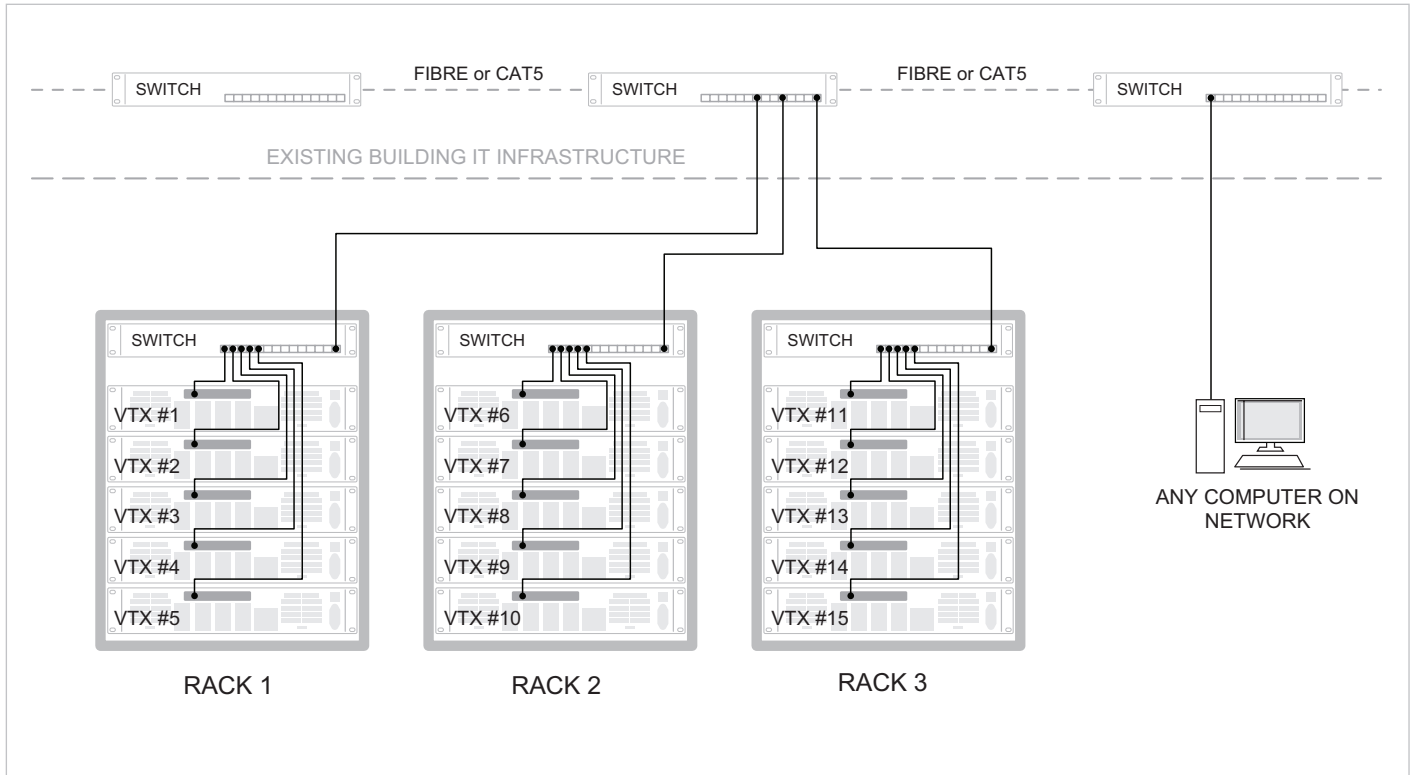 FIBRE or CAT5
FIBRE or CAT5
SWITCH
SWITCH
SWITCH
EXISTING BUILDING IT INFRASTRUCTURE
SWITCH
VTX #1
VTX #2
VTX #3
VTX #4
VTX #5
RACK 1
SWITCH
VTX #6
VTX #7
VTX #8
VTX #9
VTX #10
RACK 2
SWITCH
VTX #11
VTX #12
VTX #13
VTX #14
VTX #15
RACK 3
ANY COMPUTER ON
NETWORK